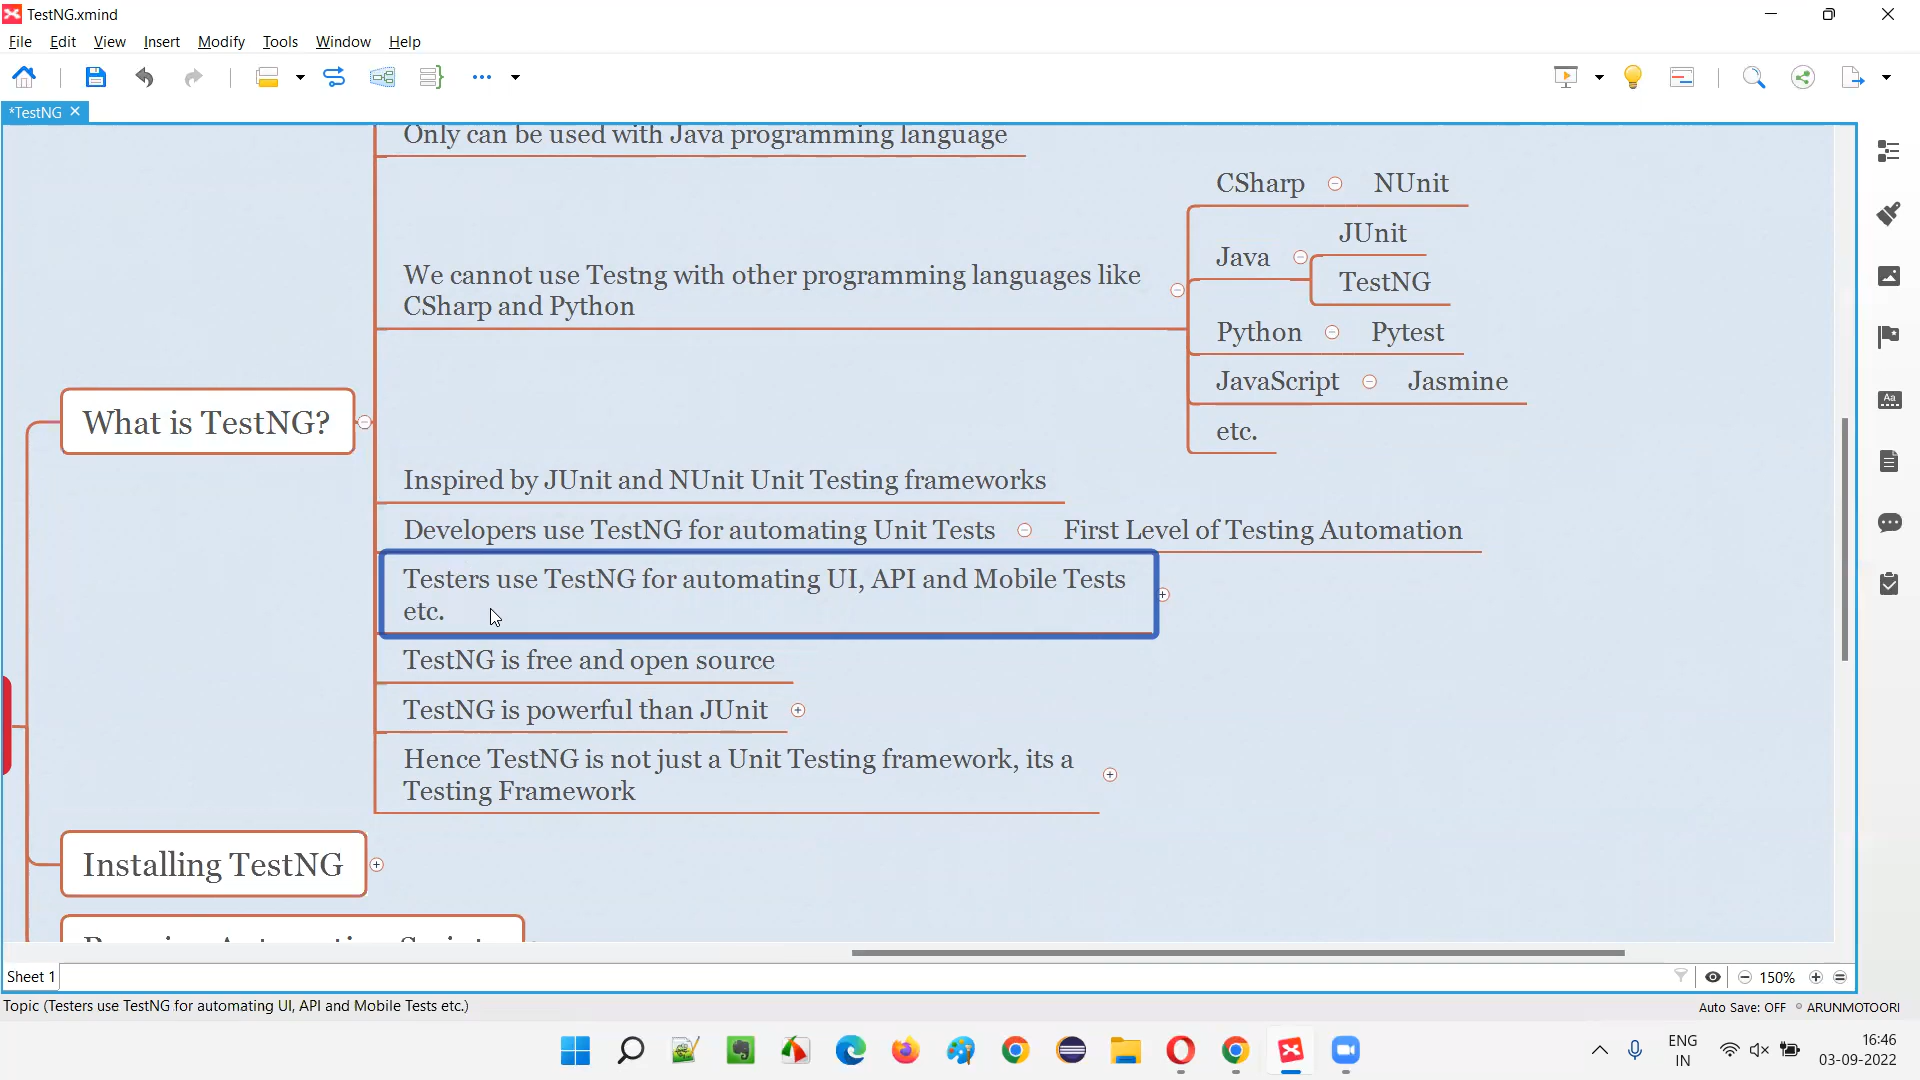 TestNG.xmind
File Edit View Insert Modify Tools Window Help
*TestNG
Only can be used with Java programming language
CSharp NUnit
JUnit
Java
TestNG
We cannot use Testng with other programming languages like
CSharp and Python
Python Pytest
JavaScript Jasmine
etc.
What is TestNG?
Inspired by JUnit and NUnit Unit Testing frameworks
Developers use TestNG for automating Unit Tests First Level of Testing Automation
Testers use TestNG for automating UI, API and Mobile Tests
etc.
TestNG is free and open source
TestNG is powerful than JUnit
Hence TestNG is not just a Unit Testing framework, its a
Testing Framework
Installing TestNG
Sheet 1
150%
Topic (Testers use TestNG for automating UI, API and Mobile Tests etc.)
Auto Save: OFF ARUNMOTOORI
ENG
IN
16:46
03-09-2022
Aa